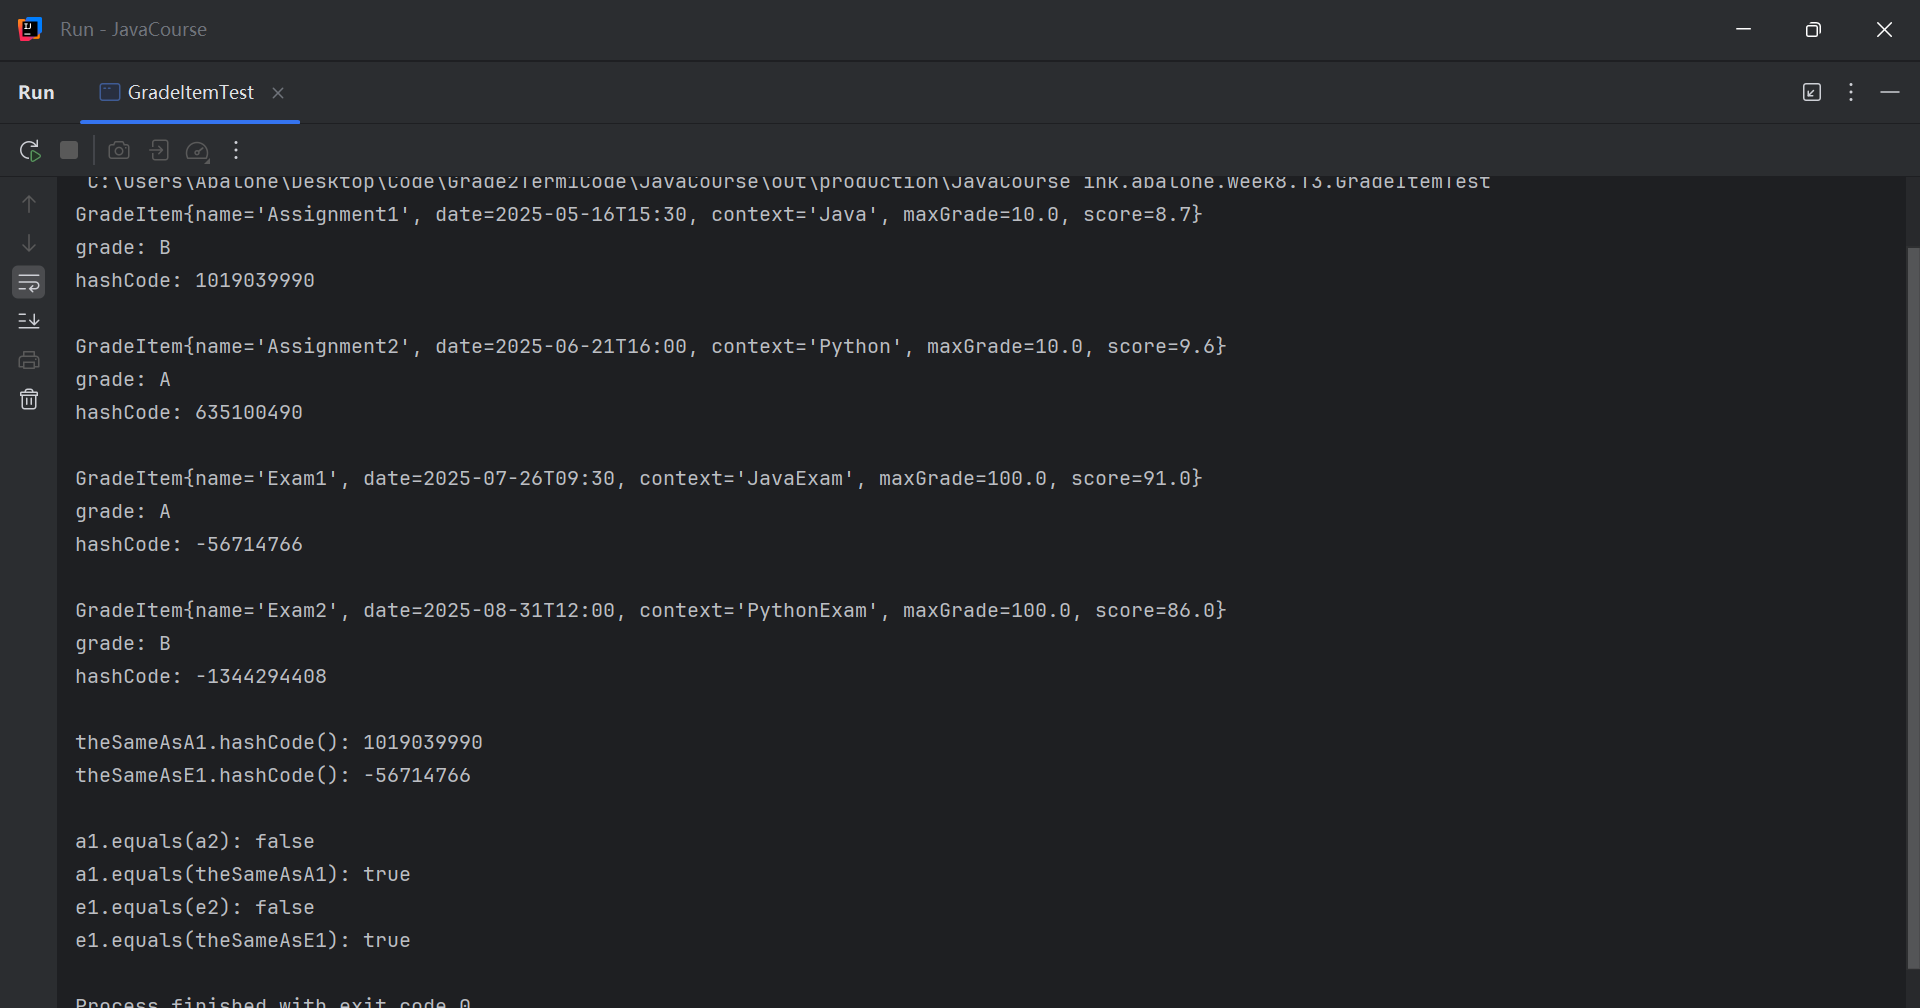 Run - JavaCourse
Run GradeItemTest
C:\Users\Abalone\Desktop\Code\Grade2Term1Code\JavaCourse\out\production\JavaCourse ink.abalone.week8.T3.GradeItemTest
GradeItem{name='Assignment1', date=2025-05-16T15:30, context='Java', maxGrade=10.0, score=8.7}
grade: B
hashCode: 1019039990
GradeItem{name='Assignment2', date=2025-06-21T16:00, context='Python', maxGrade=10.0, score=9.6}
grade: A
hashCode: 635100490
GradeItem{name='Exam1', date=2025-07-26T09:30, context='JavaExam', maxGrade=100.0, score=91.0}
grade: A
hashCode: -56714766
GradeItem{name='Exam2', date=2025-08-31T12:00, context='PythonExam', maxGrade=100.0, score=86.0}
grade: B
hashCode: -1344294408
theSameAsA1.hashCode(): 1019039990
theSameAsE1.hashCode(): -56714766
a1.equals(a2): false
a1.equals(theSameAsA1): true
e1.equals(e2): false
e1.equals(theSameAsE1): true
Process finished with exit code 0